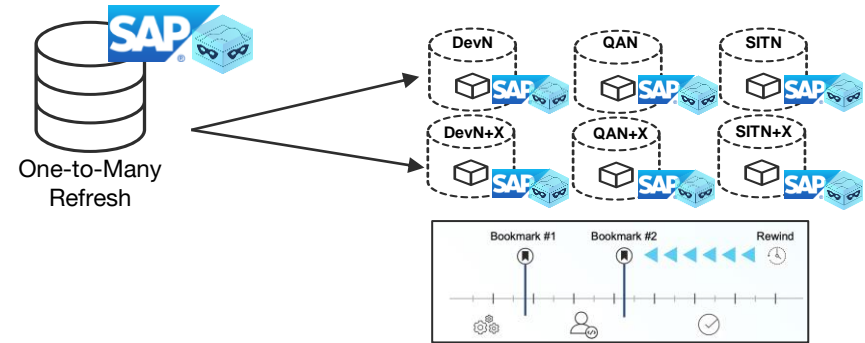 SAP
One-to-Many
Refresh
DevN
QAN
SITN
SAP
SAP
SAP
DevN+X
QAN+X
SITN+X
SAP
SAP
SAP
Bookmark #1
Bookmark #2
Rewind